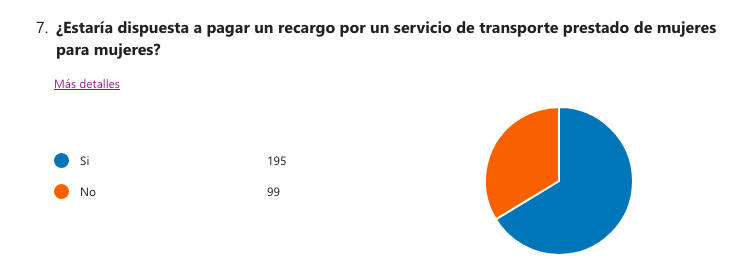 7. ¿Estaría dispuesta a pagar un recargo por un servicio de transporte prestado de mujeres
para mujeres?
Más detalles
Si 195
No 99